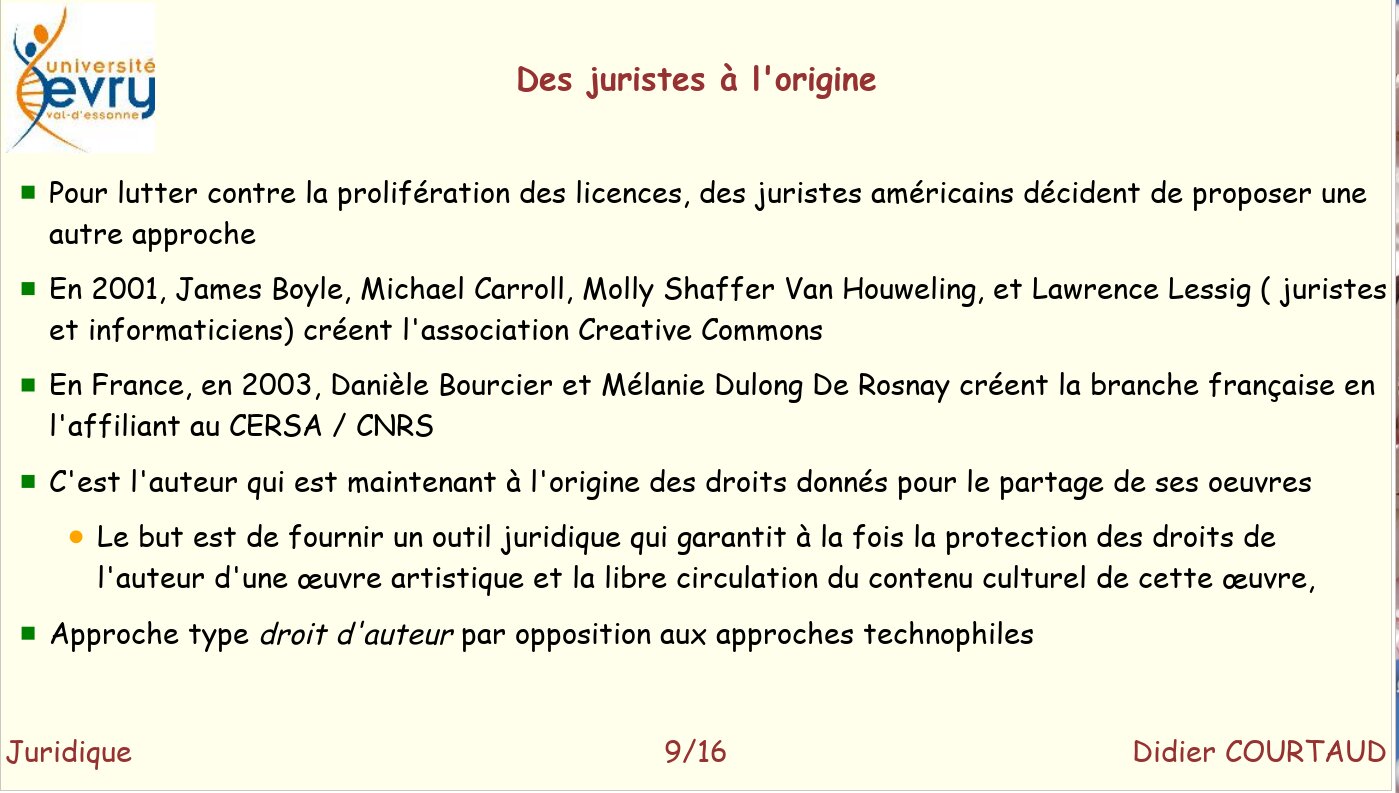 université
evry
val-d'essonne
Des juristes à l'origine
Pour lutter contre la prolifération des licences, des juristes américains décident de proposer une
autre approche
En 2001, James Boyle, Michael Carroll, Molly Shaffer Van Houweling, et Lawrence Lessig ( juristes
et informaticiens) créent l'association Creative Commons
En France, en 2003, Danièle Bourcier et Mélanie Dulong De Rosnay créent la branche française en
l'affiliant au CERSA / CNRS
C'est l'auteur qui est maintenant à l'origine des droits donnés pour le partage de ses oeuvres
Le but est de fournir un outil juridique qui garantit à la fois la protection des droits de
l'auteur d'une œuvre artistique et la libre circulation du contenu culturel de cette œuvre,
Approche type droit d'auteur par opposition aux approches technophiles
Juridique 9/16 Didier COURTAUD